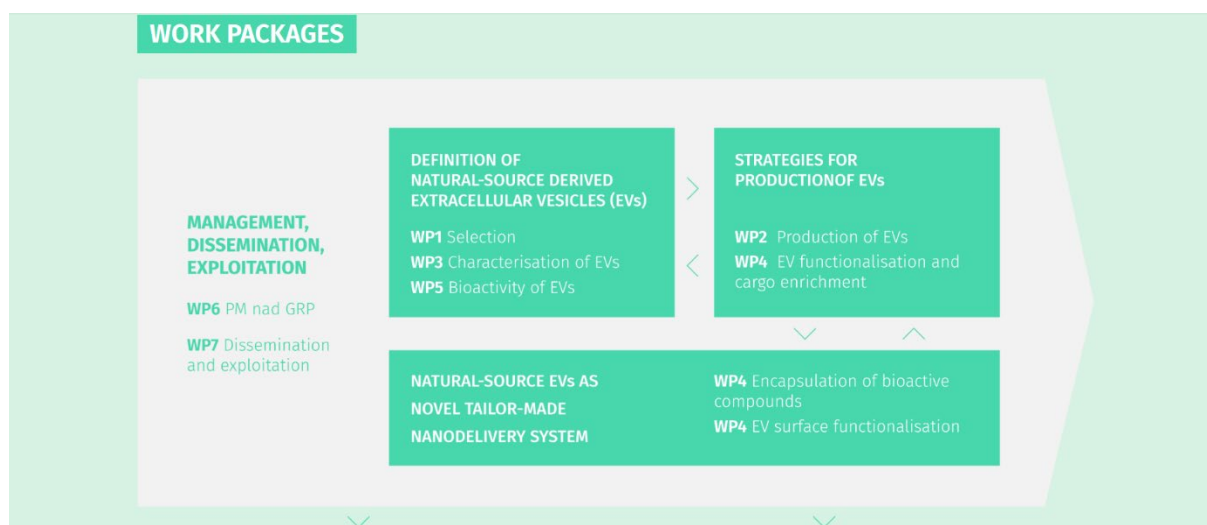 WORK PACKAGES
MANAGEMENT,
DISSEMINATION,
EXPLOITATION
WP6 PM nad GRP
WP7 Dissemination
and exploitation
DEFINITION OF
NATURAL-SOURCE DERIVED
EXTRACELLULAR VESICLES (EVs)
WP1 Selection
WP3 Characterisation of EVs
WP5 Bioactivity of EVs
STRATEGIES FOR
PRODUCTIONOF EVs
WP2 Production of EVs
WP4 EV functionalisation and
cargo enrichment
NATURAL-SOURCE EVs AS
NOVEL TAILOR-MADE
NANODELIVERY SYSTEM
WP4 Encapsulation of bioactive
compounds
WP4 EV surface functionalisation